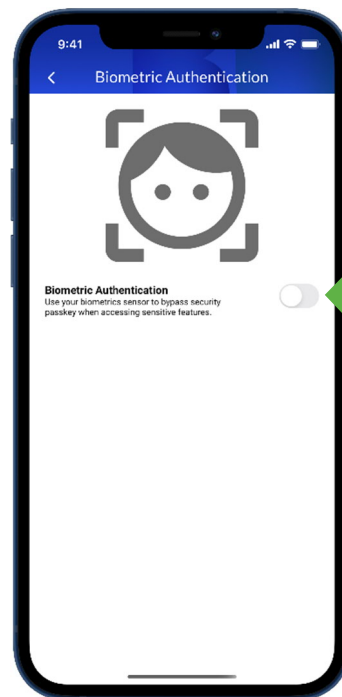 9:41
Biometric Authentication
Biometric Authentication
Use your biometrics sensor to bypass security
passkey when accessing sensitive features.